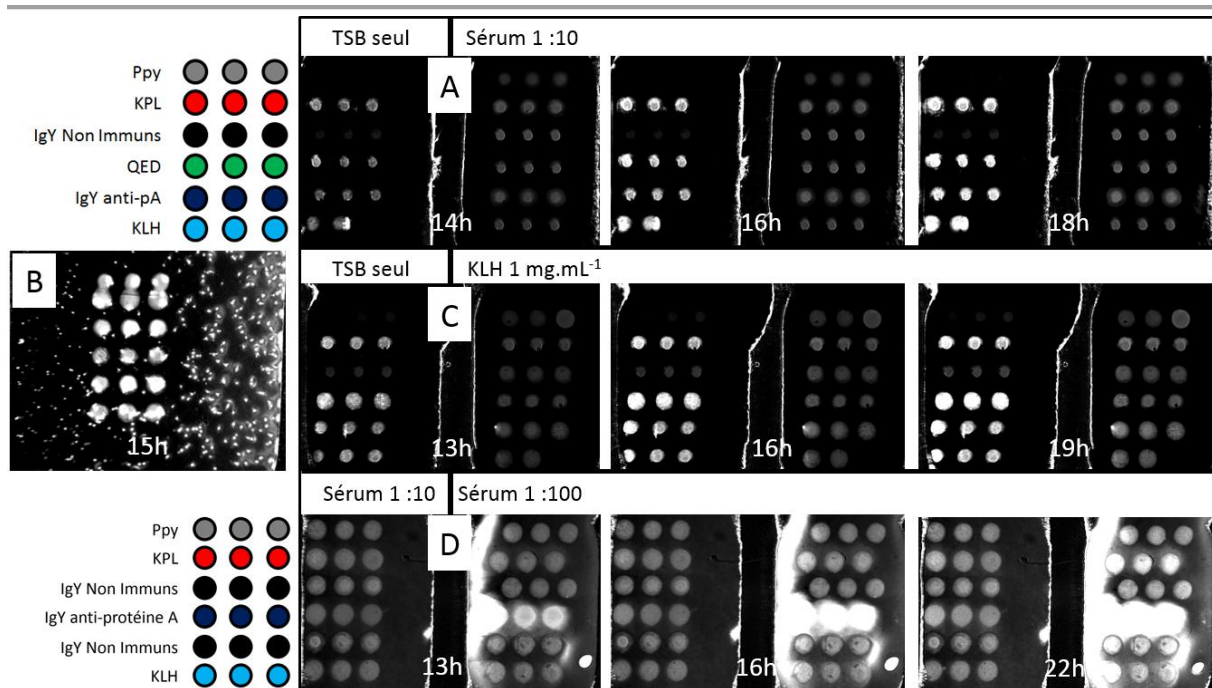 TSB seul
Sérum 1 :10
Ppy
KPL
IgY Non Immuns
QED
IgY anti-pA
KLH
A
14h
16h
18h
B
15h
TSB seul
KLH 1 mg.mL-1
C
13h
16h
19h
Sérum 1 :10
Sérum 1 :100
Ppy
KPL
IgY Non Immuns
IgY anti-protéine A
IgY Non Immuns
KLH
D
13h
16h
22h